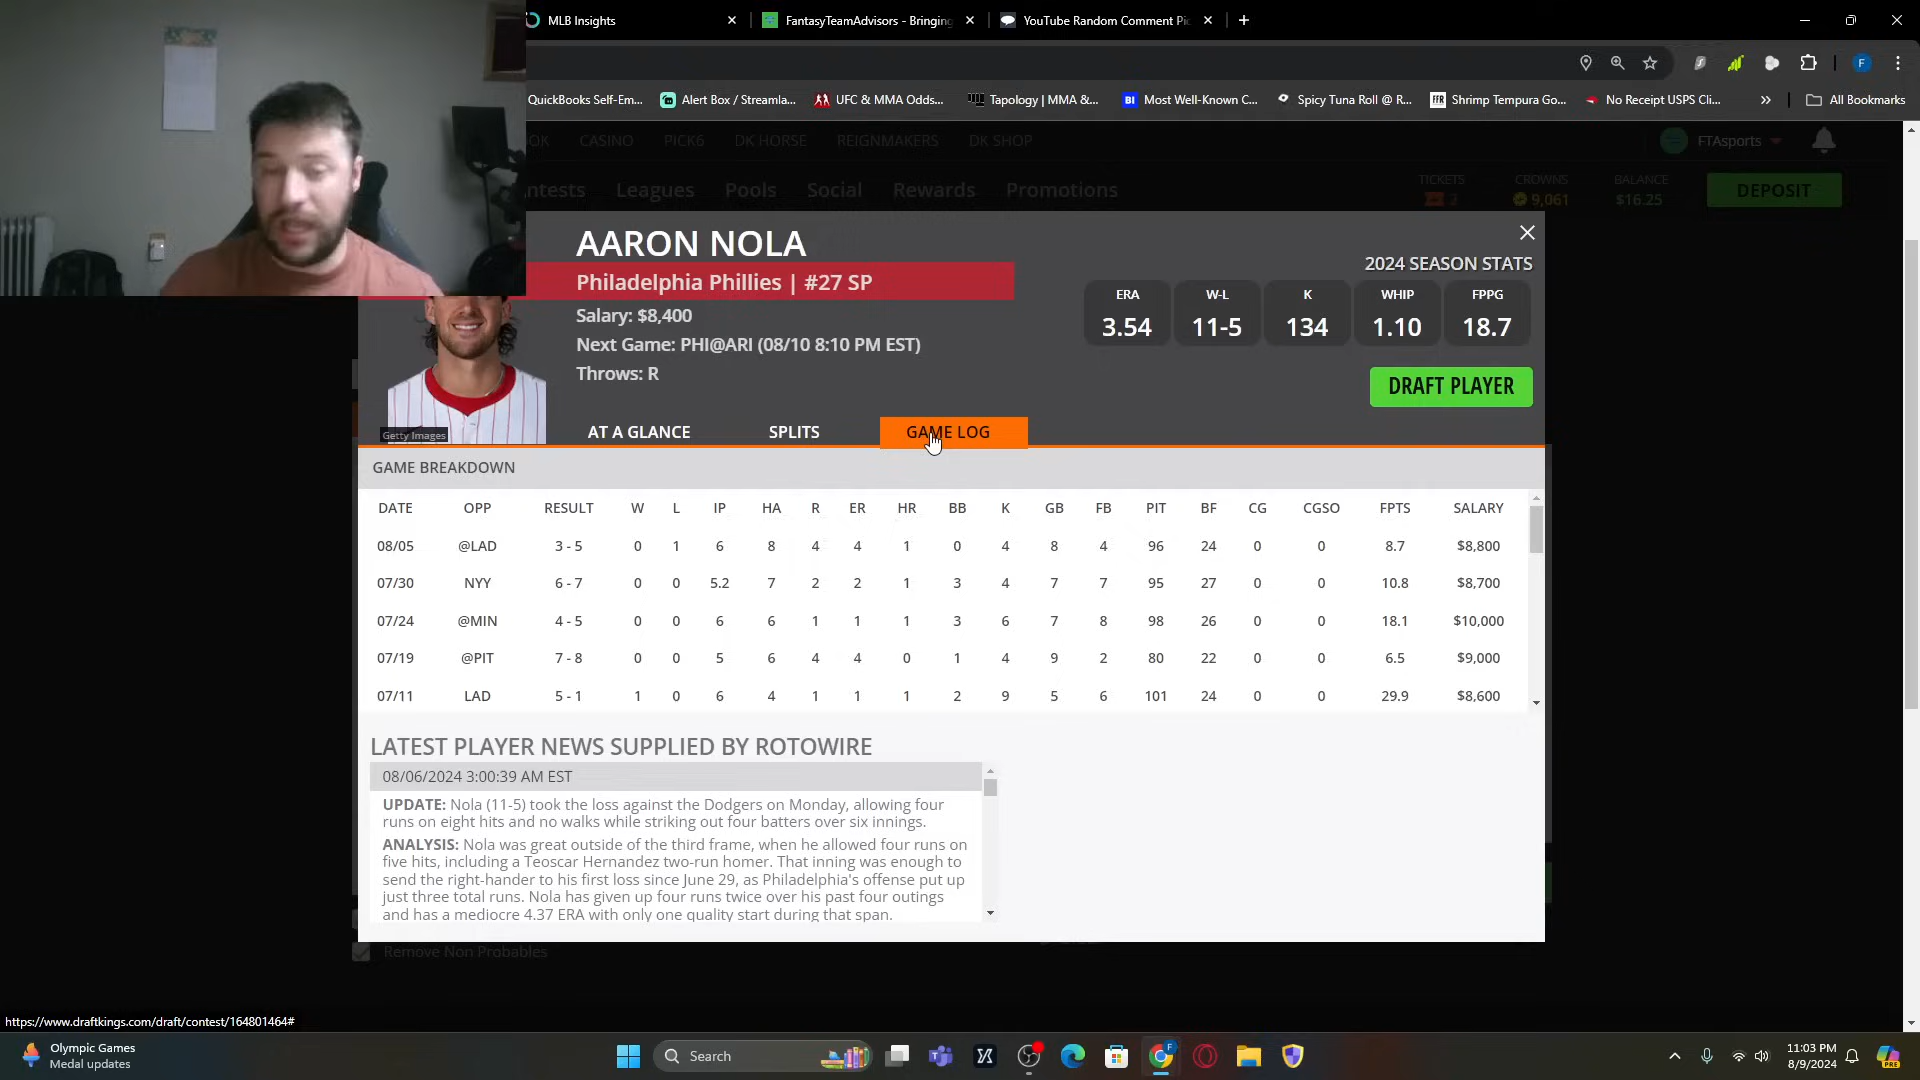 MLB Insights
FantasyTeamAdvisors - Bringing
YouTube Random Comment Pi
QuickBooks Self-Em...
Alert Box / Streamla...
UFC & MMA Odds...
Tapology | MMA &...
BI Most Well-Known C...
Spicy Tuna Roll @ R...
FFR Shrimp Tempura Go...
No Receipt USPS Cli...
All Bookmarks
F
OK CASINO PICK6 DK HORSE REIGNMAKERS DK SHOP
FTAsports
ntests Leagues Pools Social Rewards Promotions
TICKETS CROWNS BALANCE
9,061 $16.25
DEPOSIT
AARON NOLA
Philadelphia Phillies | #27 SP
Salary: $8,400
Next Game: PHI@ARI (08/10 8:10 PM EST)
Throws: R
2024 SEASON STATS
ERA W-L K WHIP FPPG
3.54 11-5 134 1.10 18.7
DRAFT PLAYER
Getty Images
AT A GLANCE SPLITS GAME LOG
GAME BREAKDOWN
DATE OPP RESULT W L IP HA R ER HR BB K GB FB PIT BF CG CGSO FPTS SALARY
08/05 @LAD 3 - 5 0 1 6 8 4 4 1 0 4 8 4 96 24 0 0 8.7 $8,800
07/30 NYY 6 - 7 0 0 5.2 7 2 2 1 3 4 7 7 95 27 0 0 10.8 $8,700
07/24 @MIN 4 - 5 0 0 6 6 1 1 1 3 6 7 8 98 26 0 0 18.1 $10,000
07/19 @PIT 7 - 8 0 0 5 6 4 4 0 1 4 9 2 80 22 0 0 6.5 $9,000
07/11 LAD 5 - 1 1 0 6 4 1 1 1 2 9 5 6 101 24 0 0 29.9 $8,600
LATEST PLAYER NEWS SUPPLIED BY ROTOWIRE
08/06/2024 3:00:39 AM EST
UPDATE: Nola (11-5) took the loss against the Dodgers on Monday, allowing four
runs on eight hits and no walks while striking out four batters over six innings.
ANALYSIS: Nola was great outside of the third frame, when he allowed four runs on
five hits, including a Teoscar Hernandez two-run homer. That inning was enough to
send the right-hander to his first loss since June 29, as Philadelphia's offense put up
just three total runs. Nola has given up four runs twice over his past four outings
and has a mediocre 4.37 ERA with only one quality start during that span.
Remove Non Probables
https://www.draftkings.com/draft/contest/164801464#
Olympic Games
Medal updates
Search
11:03 PM
8/9/2024